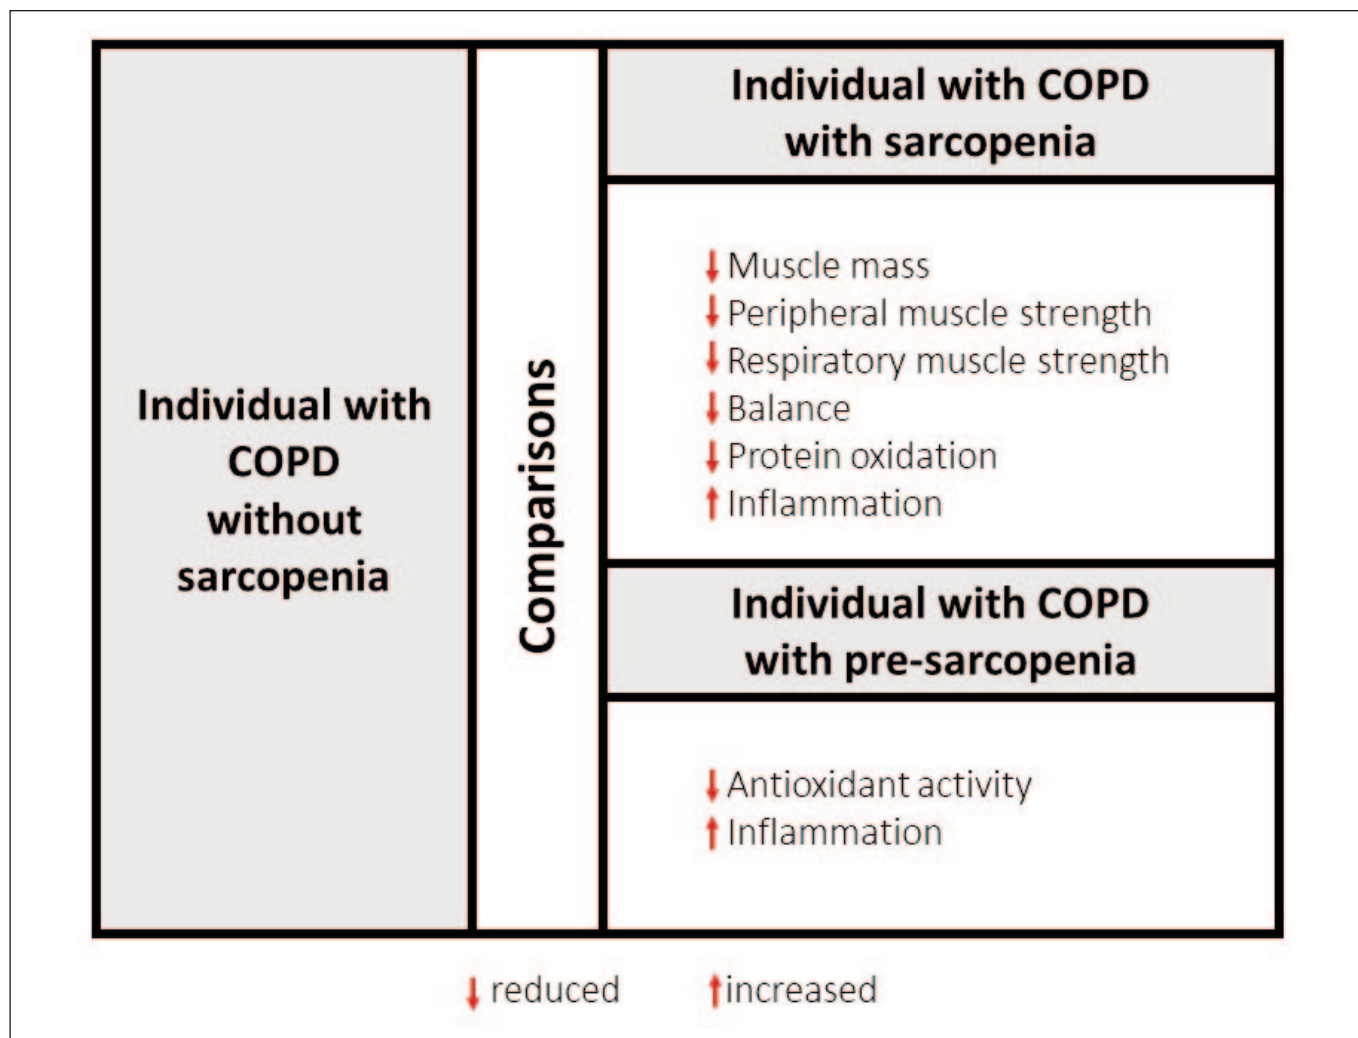 Individual with
COPD
without
sarcopenia
Comparisons
Individual with COPD
with sarcopenia
↓ Muscle mass
↓ Peripheral muscle strength
↓ Respiratory muscle strength
↓ Balance
↓ Protein oxidation
↑ Inflammation
Individual with COPD
with pre-sarcopenia
↓ Antioxidant activity
↑ Inflammation
↓ reduced ↑ increased